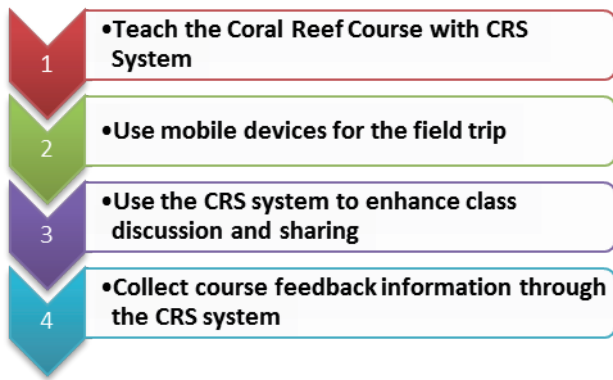 1
•Teach the Coral Reef Course with CRS
System
2
•Use mobile devices for the field trip
3
•Use the CRS system to enhance class
discussion and sharing
4
•Collect course feedback information through
the CRS system